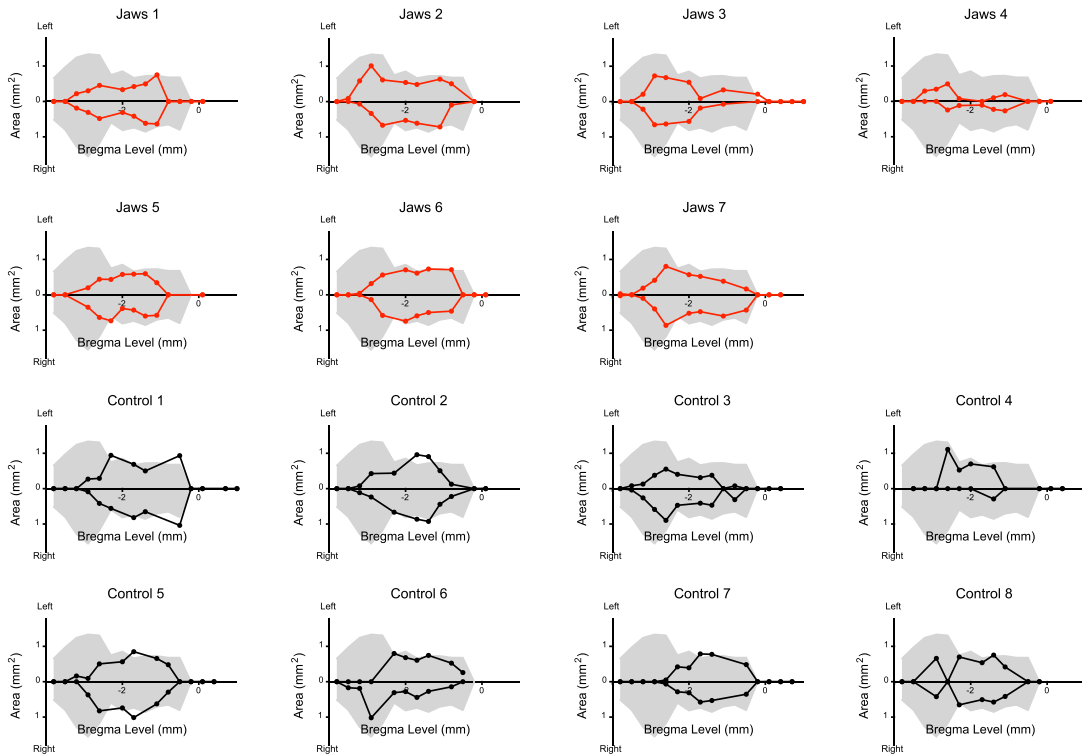 Jaws 1
Left
Area (mm²)
1
0
1
-2
0
Bregma Level (mm)
Right
Jaws 2
Area (mm²)
1
0
1
-2
0
Bregma Level (mm)
Jaws 3
Area (mm²)
1
0
1
-2
0
Bregma Level (mm)
Jaws 4
Left
Area (mm²)
1
0
1
-2
0
Bregma Level (mm)
Right
Jaws 5
Left
Area (mm²)
1
0
1
-2
0
Bregma Level (mm)
Right
Jaws 6
Left
Area (mm²)
1
0
1
-2
0
Bregma Level (mm)
Right
Jaws 7
Left
Area (mm²)
1
0
1
-2
0
Bregma Level (mm)
Right
Control 1
Left
Area (mm²)
1
0
1
-2
0
Bregma Level (mm)
Right
Control 2
Left
Area (mm²)
1
0
1
-2
0
Bregma Level (mm)
Right
Control 3
Left
Area (mm²)
1
0
1
-2
0
Bregma Level (mm)
Right
Control 4
Left
Area (mm²)
1
0
1
-2
0
Bregma Level (mm)
Right
Control 5
Left
Area (mm²)
1
0
1
-2
0
Bregma Level (mm)
Right
Control 6
Left
Area (mm²)
1
0
1
-2
0
Bregma Level (mm)
Right
Control 7
Left
Area (mm²)
1
0
1
-2
0
Bregma Level (mm)
Right
Control 8
Left
Area (mm²)
1
0
1
-2
0
Bregma Level (mm)
Right